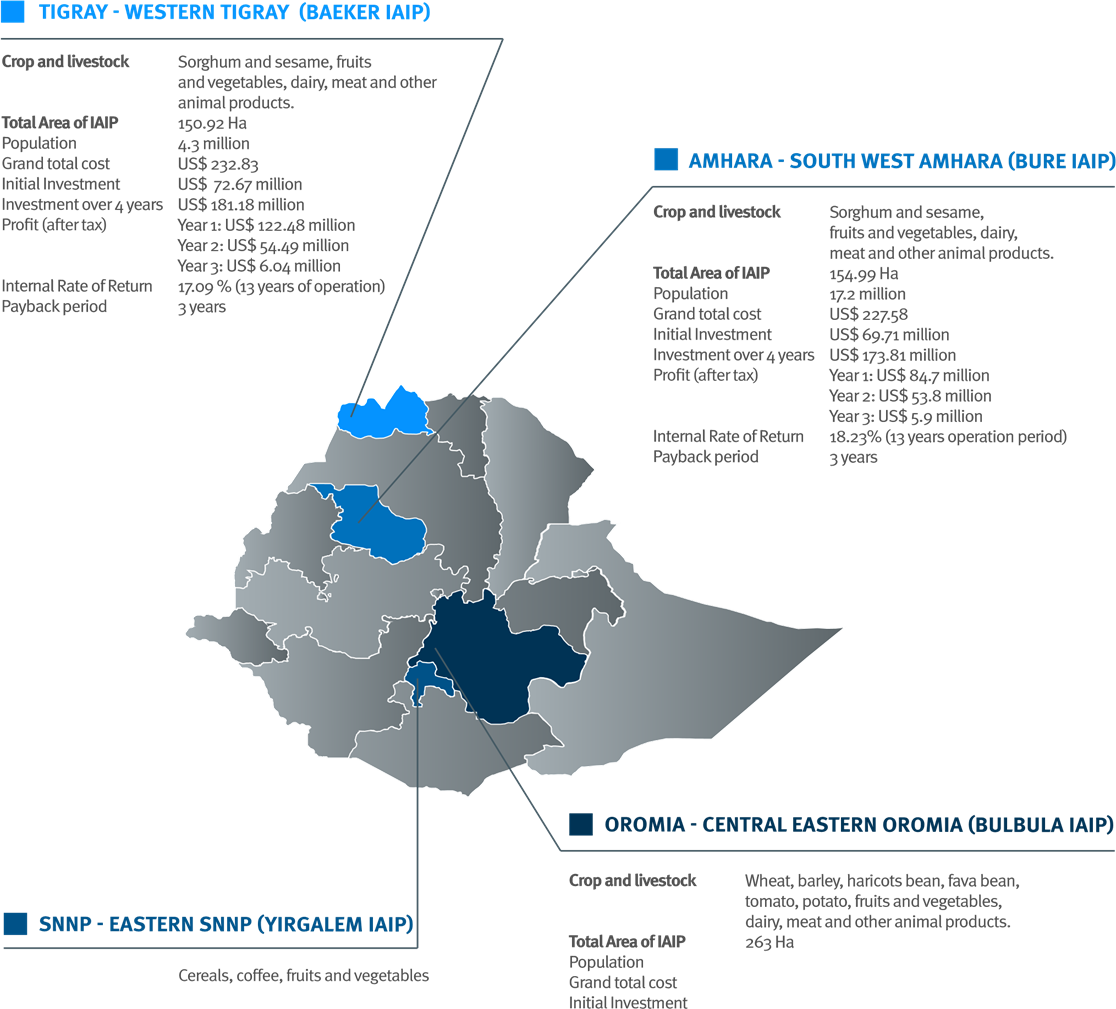 TIGRAY - WESTERN TIGRAY (BAEKER IAIP)
Crop and livestock Sorghum and sesame, fruits
and vegetables, dairy, meat and other
animal products.
Total Area of IAIP 150.92 Ha
Population 4.3 million
Grand total cost US$ 232.83
Initial Investment US$ 72.67 million
Investment over 4 years US$ 181.18 million
Profit (after tax) Year 1: US$ 122.48 million
Year 2: US$ 54.49 million
Year 3: US$ 6.04 million
Internal Rate of Return 17.09 % (13 years of operation)
Payback period 3 years
AMHARA - SOUTH WEST AMHARA (BURE IAIP)
Crop and livestock Sorghum and sesame,
fruits and vegetables, dairy,
meat and other animal products.
Total Area of IAIP 154.99 Ha
Population 17.2 million
Grand total cost US$ 227.58
Initial Investment US$ 69.71 million
Investment over 4 years US$ 173.81 million
Profit (after tax) Year 1: US$ 84.7 million
Year 2: US$ 53.8 million
Year 3: US$ 5.9 million
Internal Rate of Return 18.23% (13 years operation period)
Payback period 3 years
OROMIA - CENTRAL EASTERN OROMIA (BULBULA IAIP)
Crop and livestock Wheat, barley, haricots bean, fava bean,
tomato, potato, fruits and vegetables,
dairy, meat and other animal products.
Total Area of IAIP 263 Ha
Population
Grand total cost
Initial Investment
SNNP - EASTERN SNNP (YIRGALEM IAIP)
Cereals, coffee, fruits and vegetables